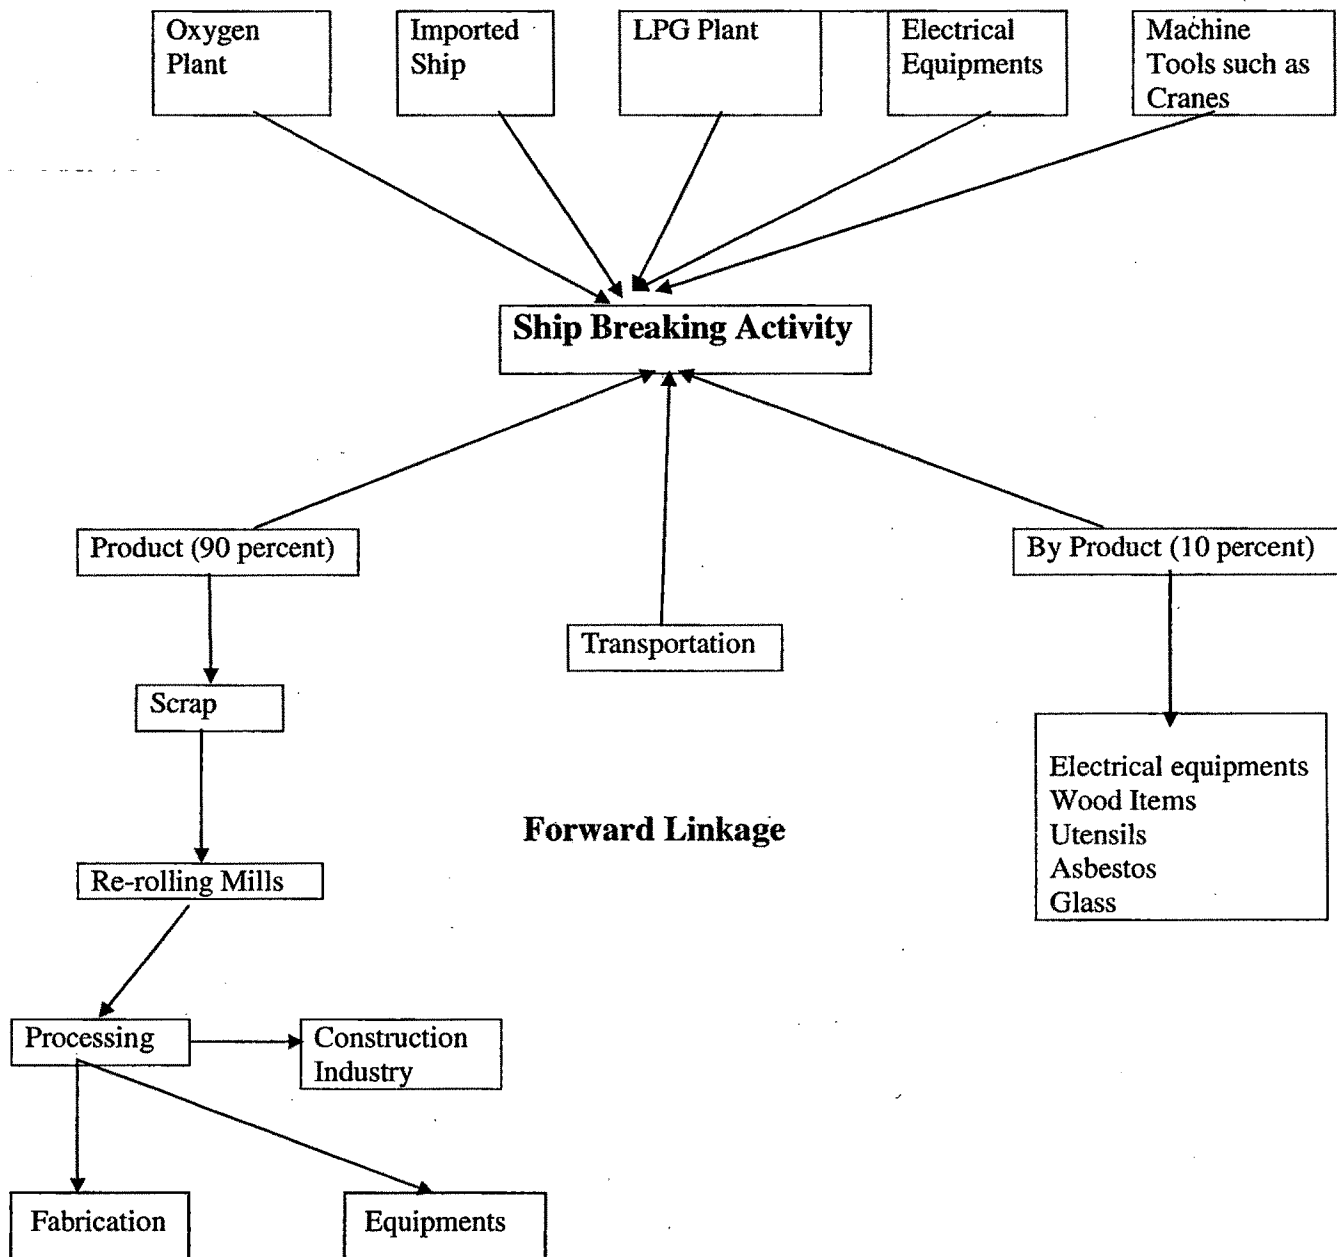 Oxygen
Plant
Imported
Ship
LPG Plant
Electrical
Equipments
Machine
Tools such as
Cranes
Ship Breaking Activity
Product (90 percent)
By Product (10 percent)
Transportation
Scrap
Electrical equipments
Wood Items
Utensils
Asbestos
Glass
Forward Linkage
Re-rolling Mills
Processing
Construction
Industry
Fabrication
Equipments